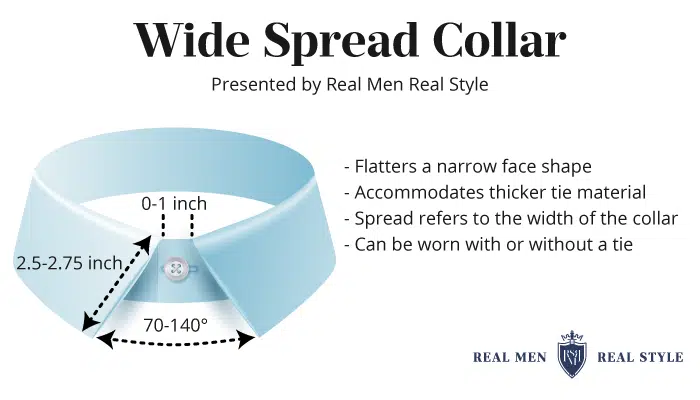 Wide Spread Collar
Presented by Real Men Real Style
0-1 inch
2.5-2.75 inch
70-140°
- Flatters a narrow face shape
- Accommodates thicker tie material
- Spread refers to the width of the collar
- Can be worn with or without a tie
REAL MEN REAL STYLE